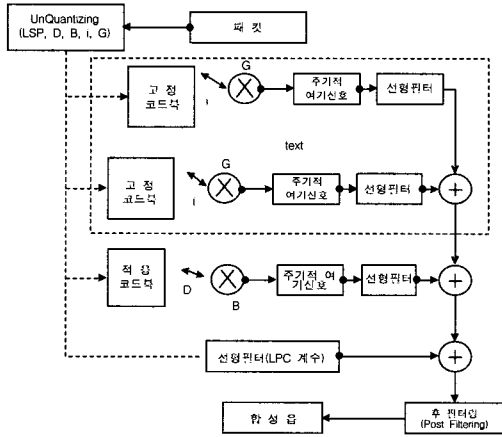 UnQuantizing
(LSP, D, B, i, G)
패 킷
고 정
코드북
i
G
주기적
여기신호
선형필터
text
고 정
코드북
i
G
주기적
여기신호
선형필터
적 응
코드북
D
B
주기적 여
기신호
선형필터
선형필터(LPC 계수)
합 성 음
후 필터링
(Post Filtering)